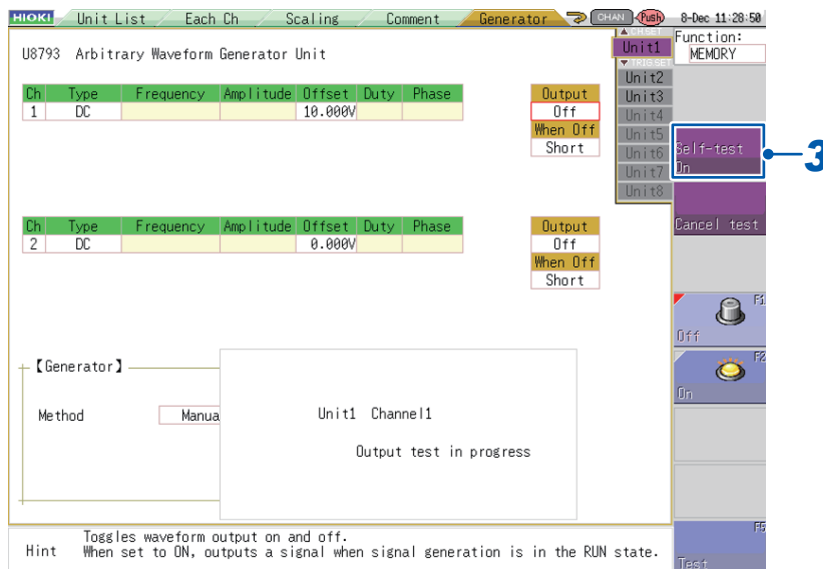 HIOKI Unit List Each Ch Scaling Comment Generator CHAN Push 8-Dec 11:28:50
▲CH.SET Function:
U8793 Arbitrary Waveform Generator Unit Unit1 MEMORY
▼TRIG.SET
Unit2
Ch Type Frequency Amplitude Offset Duty Phase Output Unit3
1 DC 10.000V Off Unit4
When Off Unit5
Short Unit6 Self-test 3
Unit7 On
Unit8
Ch Type Frequency Amplitude Offset Duty Phase Output Cancel test
2 DC 0.000V Off
When Off
Short
F1
Off
【Generator】 F2
On
Method Manua Unit1 Channel1
Output test in progress
Toggles waveform output on and off. F5
Hint When set to ON, outputs a signal when signal generation is in the RUN state.
Test